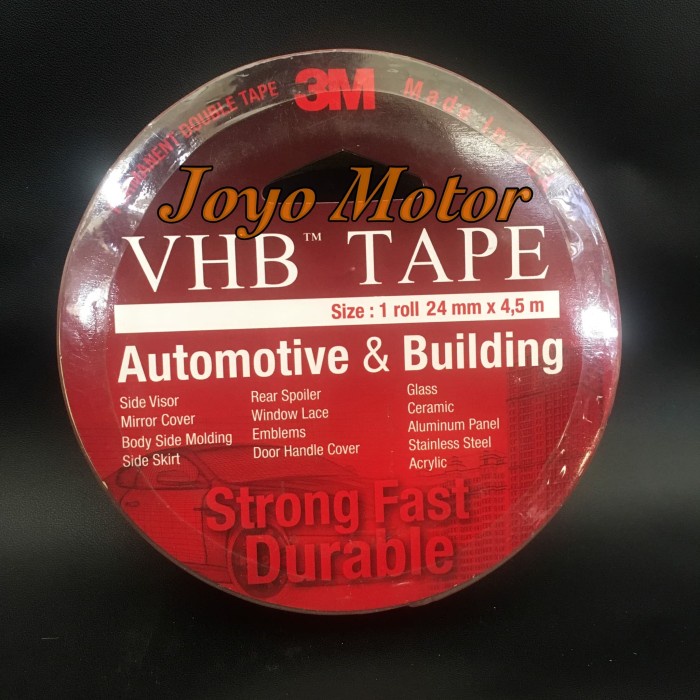 PERMANENT DOUBLE TAPE
3M
Made in
Joyo Motor
VHB™ TAPE
Size : 1 roll 24 mm x 4,5 m
Automotive & Building
Side Visor
Mirror Cover
Body Side Molding
Side Skirt
Rear Spoiler
Window Lace
Emblems
Door Handle Cover
Glass
Ceramic
Aluminum Panel
Stainless Steel
Acrylic
Strong Fast
Durable